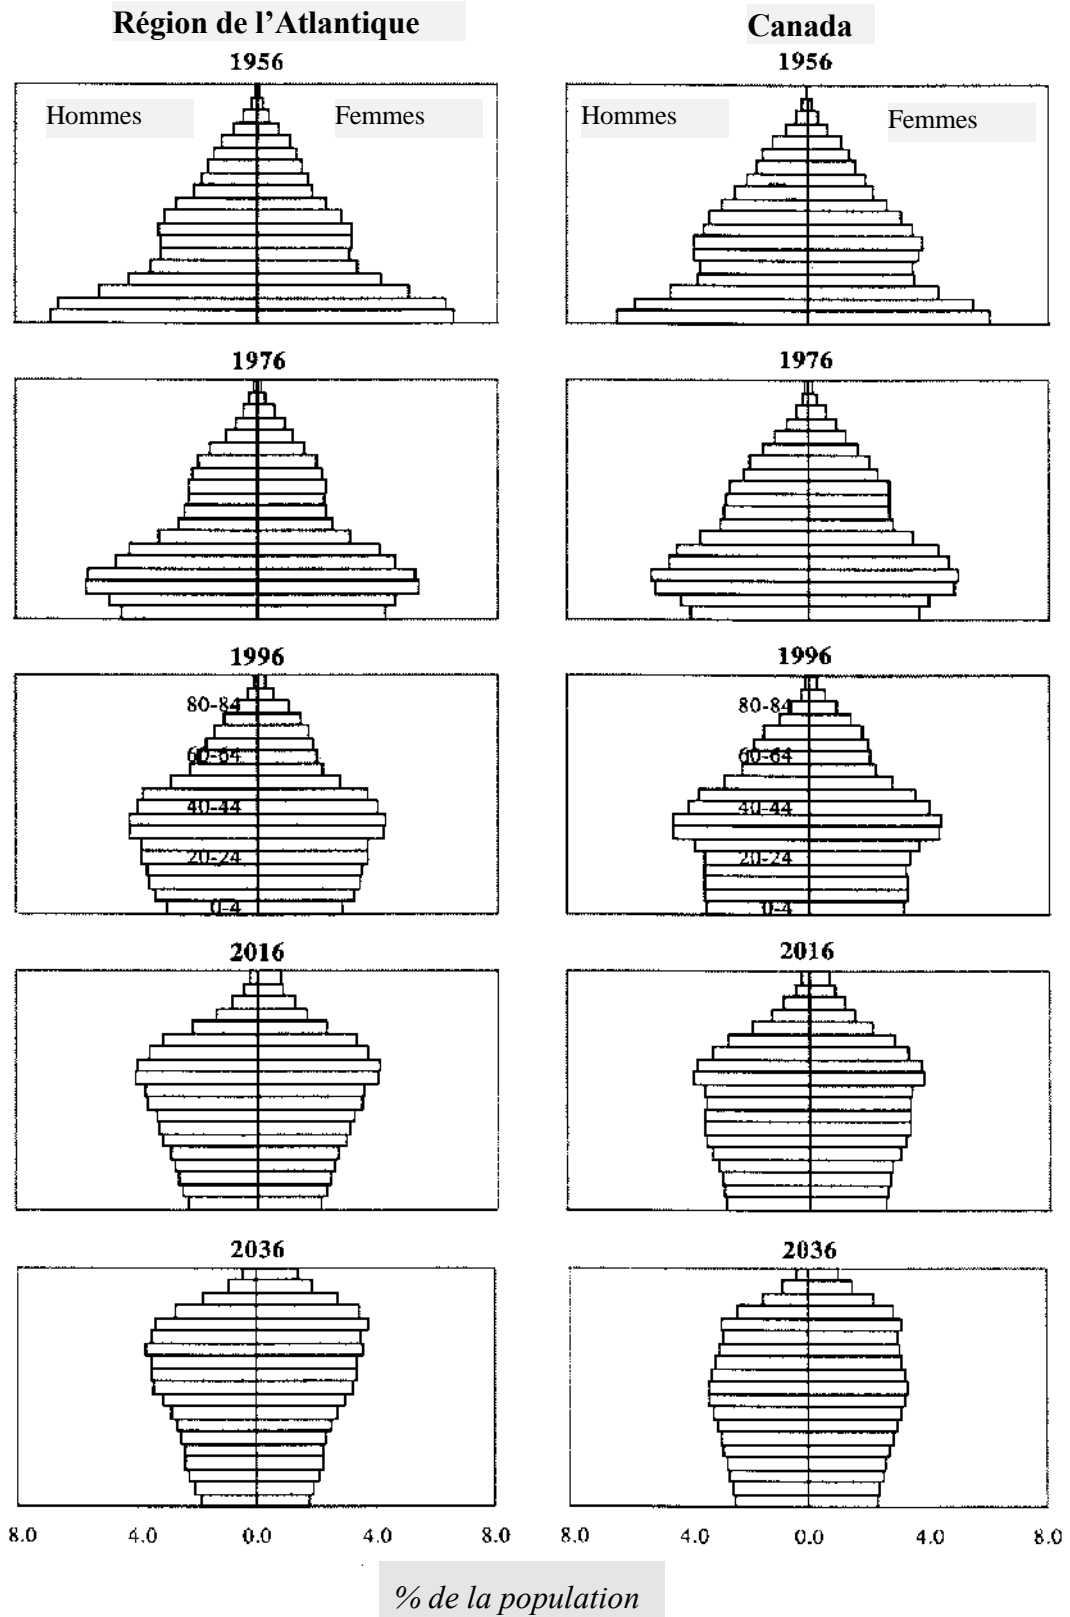 Région de l’Atlantique
Canada
1956
1956
Hommes
Femmes
Hommes
Femmes
1976
1976
1996
1996
80-84
60-64
40-44
20-24
0-4
80-84
60-64
40-44
20-24
0-4
2016
2016
2036
2036
8.0 4.0 0.0 4.0 8.0 4.0 0.0 4.0 8.0
% de la population